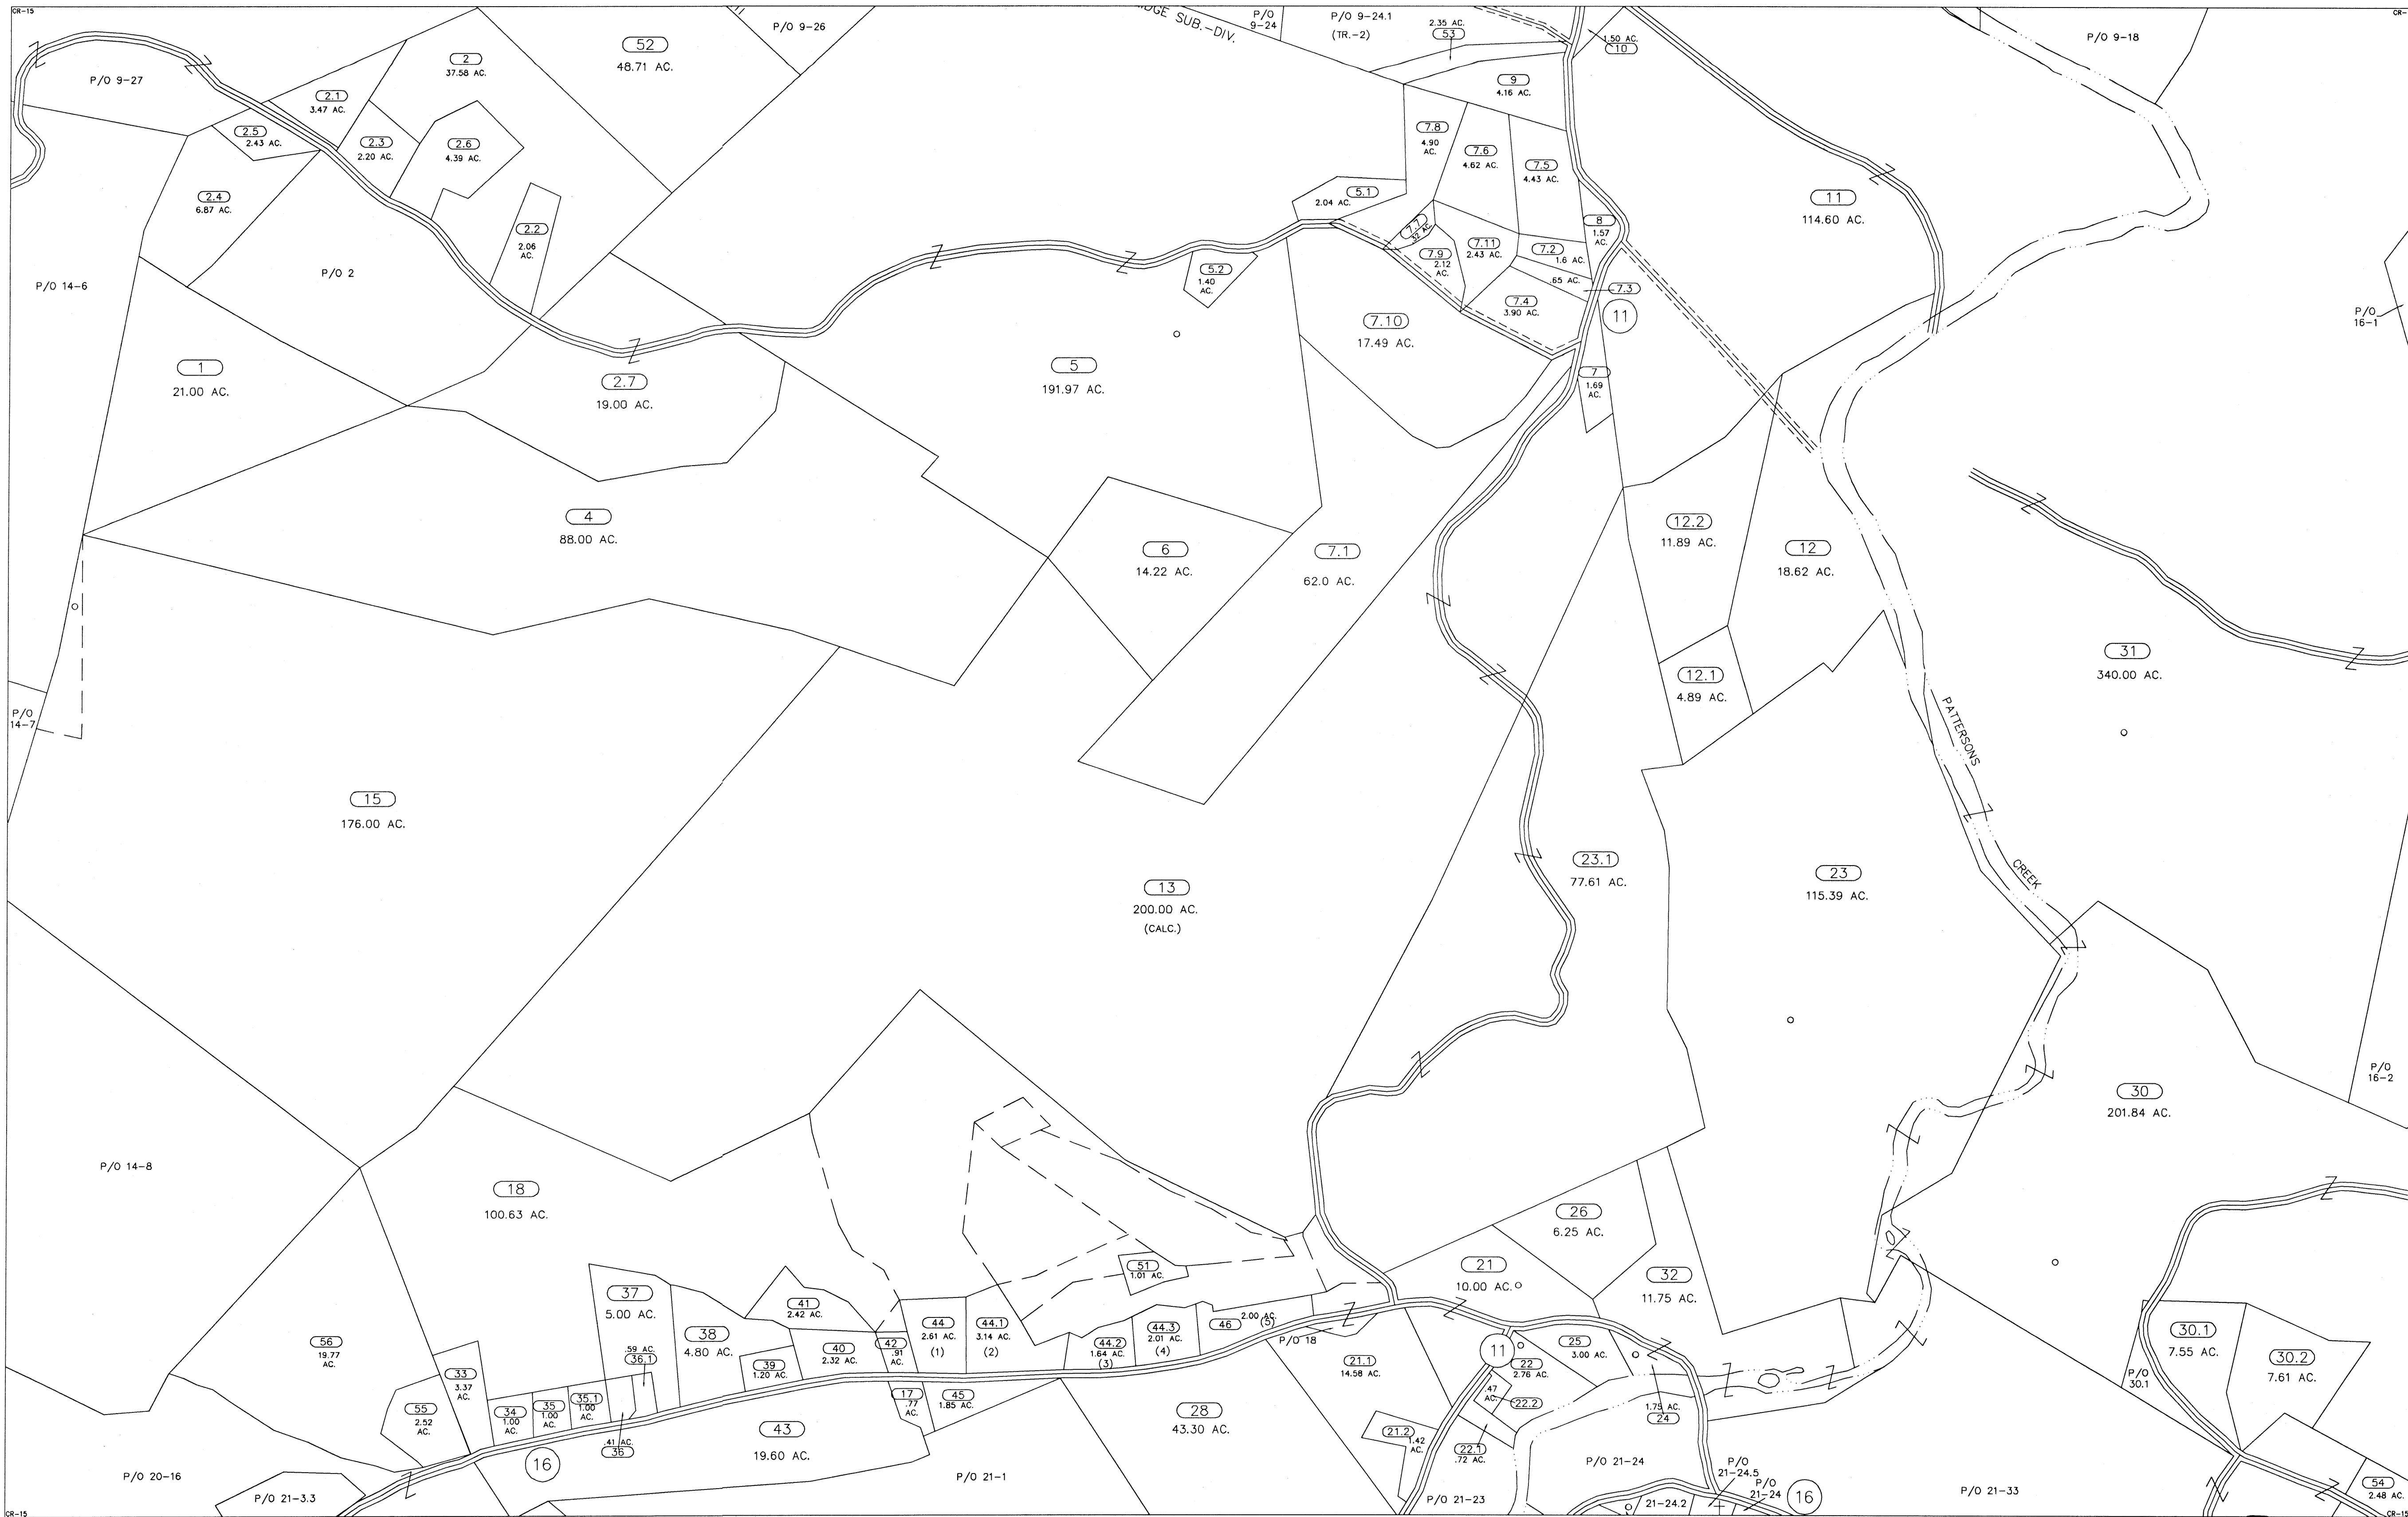 CR-15
CR-
P/O 9-27
2
37.58 AC.
52
48.71 AC.
P/O 9-26
DGE SUB.-DIV.
P/O
9-24
P/O 9-24.1
(TR.-2)
2.35 AC.
53
1.50 AC.
10
P/O 9-18
2.1
3.47 AC.
2.5
2.43 AC.
2.3
2.20 AC.
2.6
4.39 AC.
9
4.16 AC.
7.8
4.90
AC.
7.6
4.62 AC.
7.5
4.43 AC.
2.4
6.87 AC.
2.2
2.06
AC.
5.1
2.04 AC.
11
114.60 AC.
P/O 14-6
P/O 2
5.2
1.40
AC.
7.7
7.9
2.12
AC.
7.11
2.43 AC.
7.2
1.6 AC.
8
1.57
AC.
.65 AC.
7.3
7.4
3.90 AC.
11
P/O
16-1
7.10
17.49 AC.
1
21.00 AC.
2.7
19.00 AC.
5
191.97 AC.
7
1.69
AC.
4
88.00 AC.
6
14.22 AC.
7.1
62.0 AC.
12.2
11.89 AC.
12
18.62 AC.
12.1
4.89 AC.
31
340.00 AC.
P/O
14-7
PATTERSONS
CREEK
15
176.00 AC.
13
200.00 AC.
(CALC.)
23.1
77.61 AC.
23
115.39 AC.
P/O
16-2
30
201.84 AC.
P/O 14-8
18
100.63 AC.
26
6.25 AC.
21
10.00 AC.
32
11.75 AC.
51
1.01 AC.
37
5.00 AC.
41
2.42 AC.
38
4.80 AC.
44
2.61 AC.
(1)
44.1
3.14 AC.
(2)
44.2
1.64 AC.
(3)
44.3
2.01 AC.
(4)
46
2.00 AC.
(5)
P/O 18
42
.91
AC.
40
2.32 AC.
39
1.20 AC.
.59 AC.
36.1
56
19.77
AC.
33
3.37
AC.
55
2.52
AC.
34
1.00
AC.
35
1.00
AC.
35.1
1.00
AC.
.41 AC.
36
17
.77
AC.
45
1.85 AC.
43
19.60 AC.
28
43.30 AC.
21.1
14.58 AC.
11
22
2.76 AC.
25
3.00 AC.
.47
AC.
22.2
1.75 AC.
24
21.2
1.42
AC.
22.1
.72 AC.
30.1
7.55 AC.
30.2
7.61 AC.
P/O
30.1
16
P/O 20-16
P/O 21-3.3
P/O 21-1
P/O 21-23
P/O 21-24
P/O
21-24.5
P/O
21-24
21-24.2
16
P/O 21-33
54
2.48 AC.
CR-15
CR-15